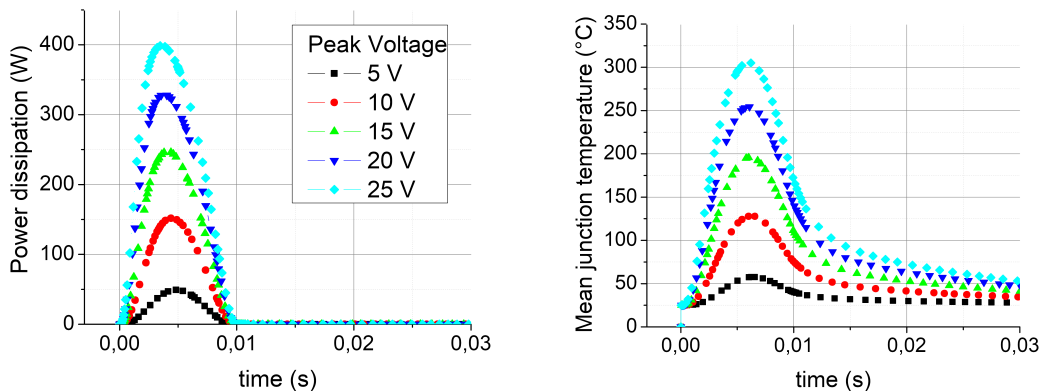 Power dissipation (W)
400
300
200
100
0
0,00
0,01
0,02
0,03
time (s)
Peak Voltage
5 V
10 V
15 V
20 V
25 V
Mean junction temperature (°C)
350
300
250
200
150
100
50
0
0,00
0,01
0,02
0,03
time (s)